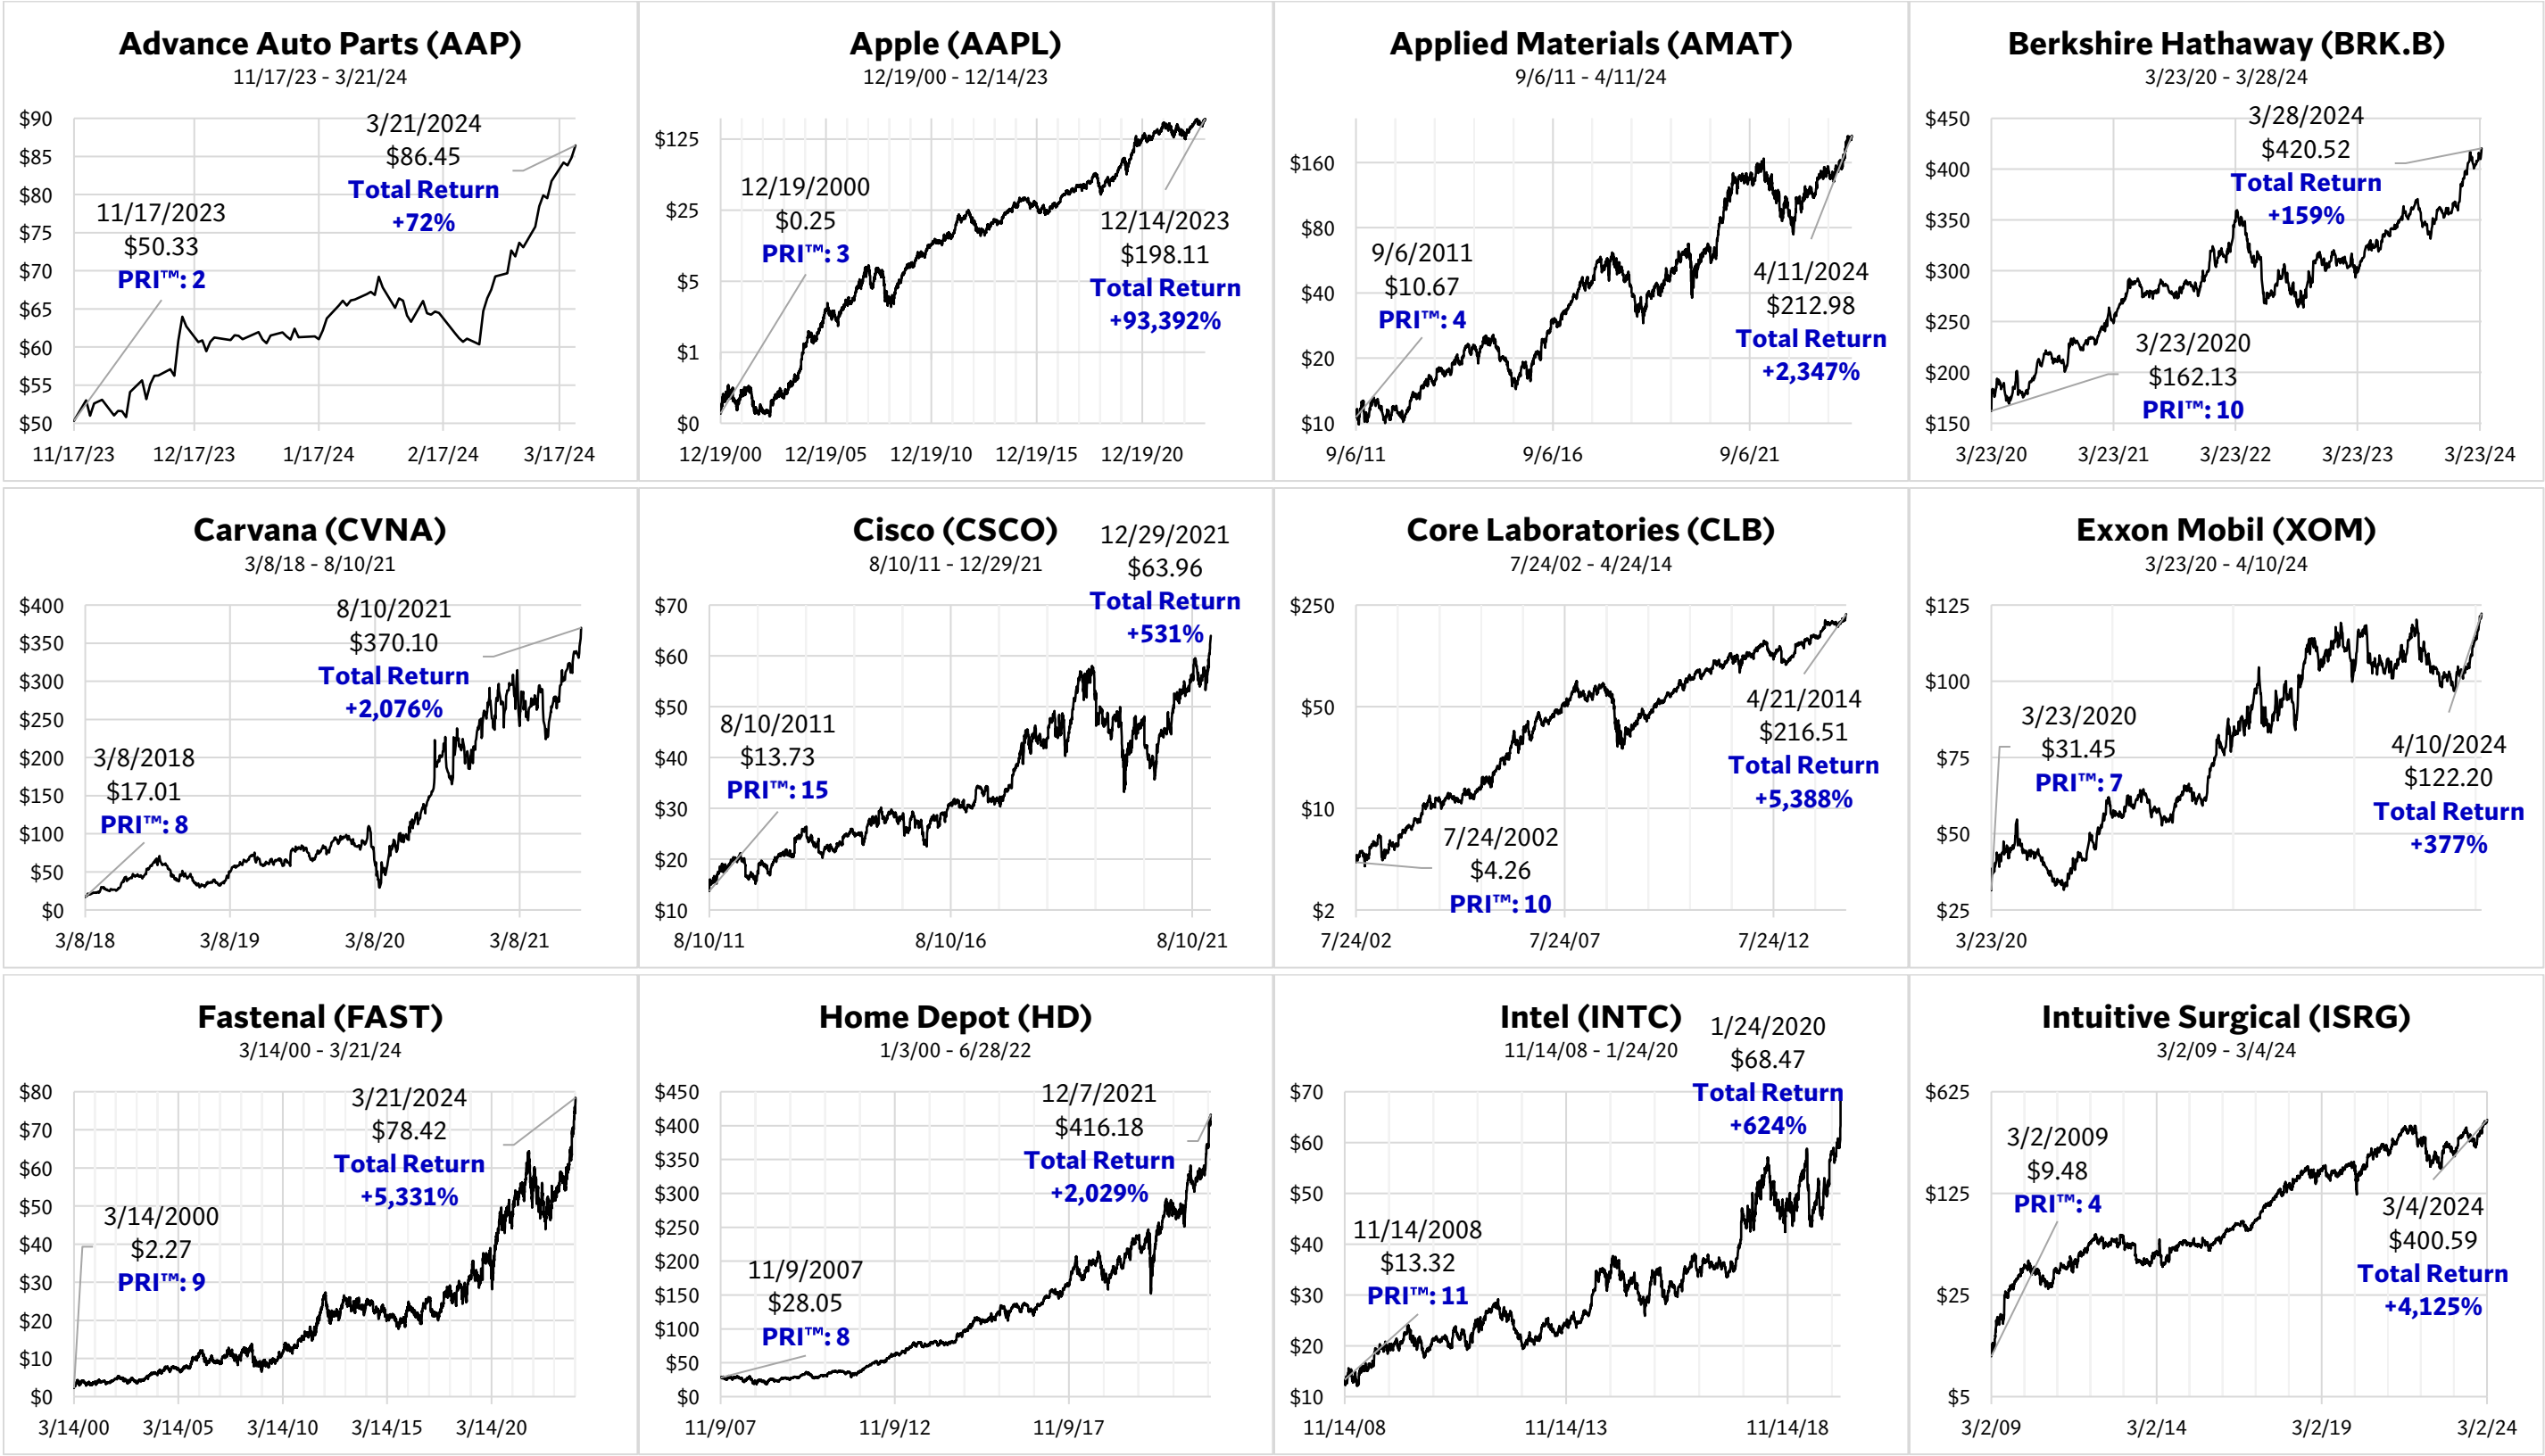 Advance Auto Parts (AAP)
11/17/23 - 3/21/24
$90
$85
$80
$75
$70
$65
$60
$55
$50
3/21/2024
$86.45
Total Return
+72%
11/17/2023
$50.33
PRI™: 2
11/17/23 12/17/23 1/17/24 2/17/24 3/17/24
Apple (AAPL)
12/19/00 - 12/14/23
$125
$25
$5
$1
$0
12/19/2000
$0.25
PRI™: 3
12/14/2023
$198.11
Total Return
+93,392%
12/19/00 12/19/05 12/19/10 12/19/15 12/19/20
Applied Materials (AMAT)
9/6/11 - 4/11/24
$160
$80
$40
$20
$10
9/6/2011
$10.67
PRI™: 4
4/11/2024
$212.98
Total Return
+2,347%
9/6/11 9/6/16 9/6/21
Berkshire Hathaway (BRK.B)
3/23/20 - 3/28/24
$450
$400
$350
$300
$250
$200
$150
3/28/2024
$420.52
Total Return
+159%
3/23/2020
$162.13
PRI™: 10
3/23/20 3/23/21 3/23/22 3/23/23 3/23/24
Carvana (CVNA)
3/8/18 - 8/10/21
$400
$350
$300
$250
$200
$150
$100
$50
$0
8/10/2021
$370.10
Total Return
+2,076%
3/8/2018
$17.01
PRI™: 8
3/8/18 3/8/19 3/8/20 3/8/21
Cisco (CSCO)
8/10/11 - 12/29/21
$70
$60
$50
$40
$30
$20
$10
12/29/2021
$63.96
Total Return
+531%
8/10/2011
$13.73
PRI™: 15
8/10/11 8/10/16 8/10/21
Core Laboratories (CLB)
7/24/02 - 4/24/14
$250
$50
$10
$2
4/21/2014
$216.51
Total Return
+5,388%
7/24/2002
$4.26
PRI™: 10
7/24/02 7/24/07 7/24/12
Exxon Mobil (XOM)
3/23/20 - 4/10/24
$125
$100
$75
$50
$25
3/23/2020
$31.45
PRI™: 7
4/10/2024
$122.20
Total Return
+377%
3/23/20
Fastenal (FAST)
3/14/00 - 3/21/24
$80
$70
$60
$50
$40
$30
$20
$10
$0
3/21/2024
$78.42
Total Return
+5,331%
3/14/2000
$2.27
PRI™: 9
3/14/00 3/14/05 3/14/10 3/14/15 3/14/20
Home Depot (HD)
1/3/00 - 6/28/22
$450
$400
$350
$300
$250
$200
$150
$100
$50
$0
12/7/2021
$416.18
Total Return
+2,029%
11/9/2007
$28.05
PRI™: 8
11/9/07 11/9/12 11/9/17
Intel (INTC)
11/14/08 - 1/24/20
$70
$60
$50
$40
$30
$20
$10
1/24/2020
$68.47
Total Return
+624%
11/14/2008
$13.32
PRI™: 11
11/14/08 11/14/13 11/14/18
Intuitive Surgical (ISRG)
3/2/09 - 3/4/24
$625
$125
$25
$5
3/2/2009
$9.48
PRI™: 4
3/4/2024
$400.59
Total Return
+4,125%
3/2/09 3/2/14 3/2/19 3/2/24